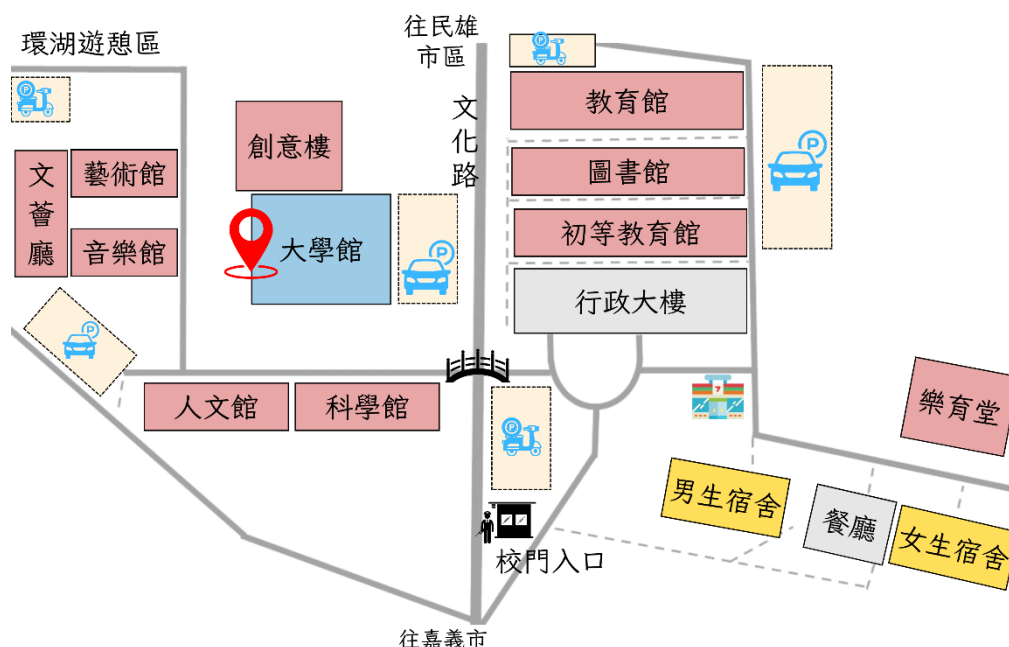 環湖遊憩區
往民雄
市區
文化路
P
教育館
創意樓
P
文薈廳
藝術館
圖書館
P
大學館
音樂館
初等教育館
P
行政大樓
P
人文館
科學館
7
樂育堂
P
男生宿舍
餐廳
女生宿舍
校門入口
往嘉義市